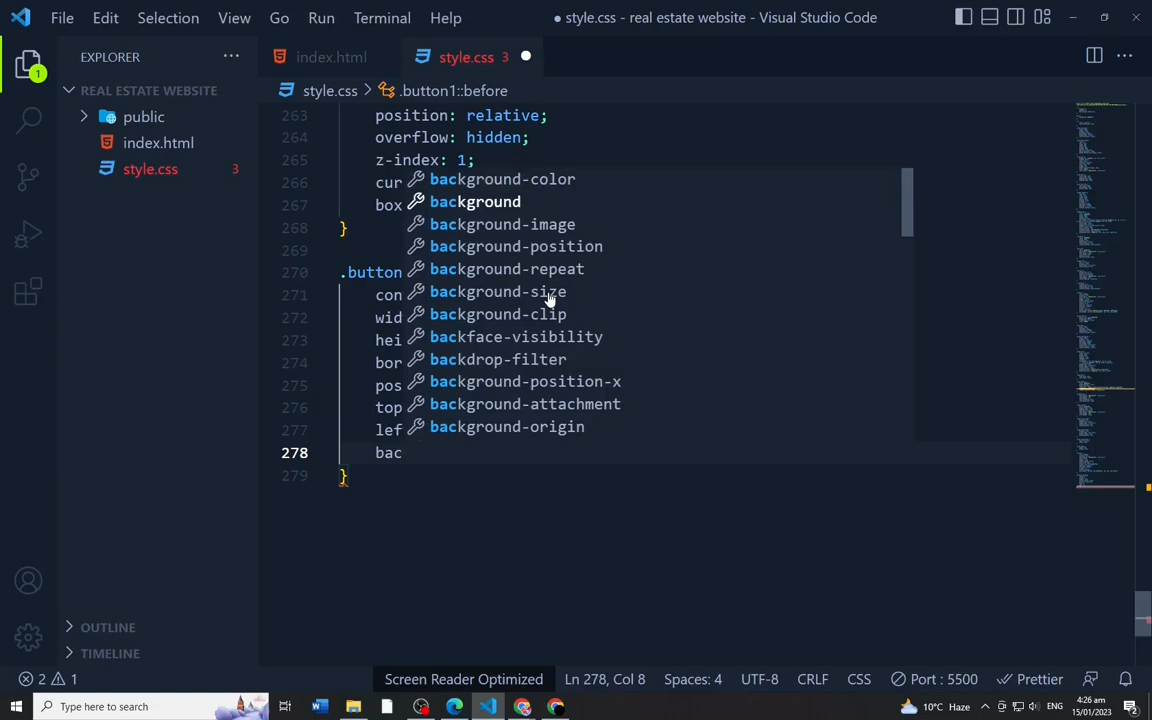 File Edit Selection View Go Run Terminal Help ● style.css - real estate website - Visual Studio Code
EXPLORER ··· index.html style.css 3
REAL ESTATE WEBSITE style.css > .button1::before
public
index.html
style.css 3
263 position: relative;
264 overflow: hidden;
265 z-index: 1;
266 cur background-color
267 box background
268 } background-image
269 background-position
270 .button background-repeat
271 con background-size
272 wid background-clip
273 hei backface-visibility
274 bor backdrop-filter
275 pos background-position-x
276 top background-attachment
277 lef background-origin
278 bac
279 }
OUTLINE
TIMELINE
1
2 1 Screen Reader Optimized Ln 278, Col 8 Spaces: 4 UTF-8 CRLF CSS Port : 5500 Prettier
Type here to search 10°C Haze ENG 4:26 am 15/01/2023 2